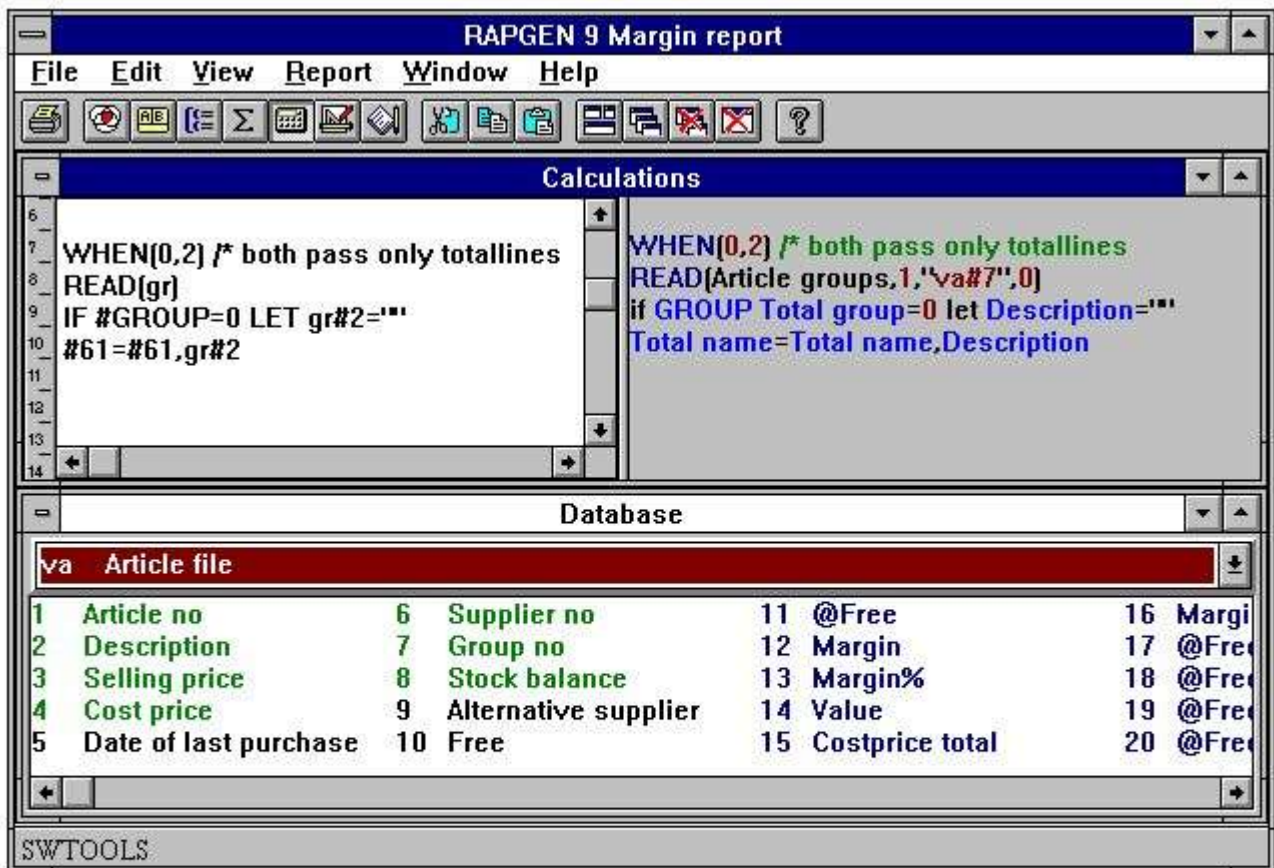 RAPGEN 9 Margin report
File Edit View Report Window Help
Calculations
6
7 WHEN(0,2) /* both pass only totallines
8 READ(gr)
9 IF #GROUP=0 LET gr#2=""
10 #61=#61,gr#2
11
12
13
14
WHEN(0,2) /* both pass only totallines
READ(Article groups,1,"va#7",0)
if GROUP Total group=0 let Description=""
Total name=Total name,Description
Database
va Article file
1 Article no 6 Supplier no 11 @Free 16 Margi
2 Description 7 Group no 12 Margin 17 @Free
3 Selling price 8 Stock balance 13 Margin% 18 @Free
4 Cost price 9 Alternative supplier 14 Value 19 @Free
5 Date of last purchase 10 Free 15 Costprice total 20 @Free
SWTOOLS